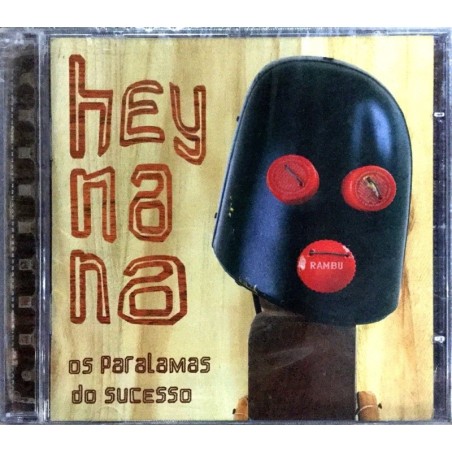 hey
na
na
os paralamas
do sucesso
RAMBU